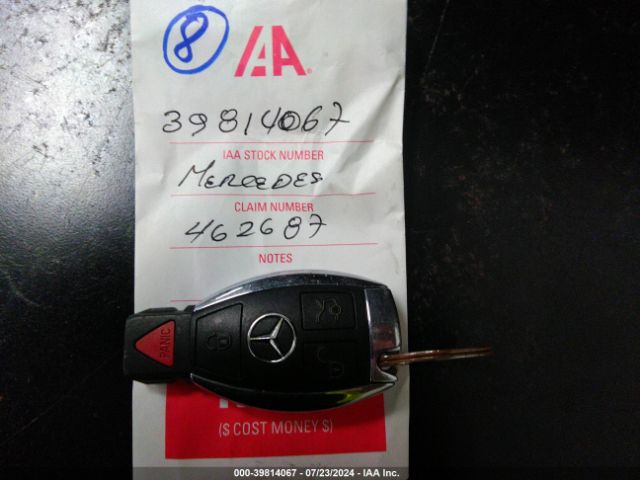 8
IAA
39814067
IAA STOCK NUMBER
MERCEDES
CLAIM NUMBER
462687
NOTES
PANIC
($ COST MONEY $)
000-39814067 - 07/23/2024 - IAA Inc.